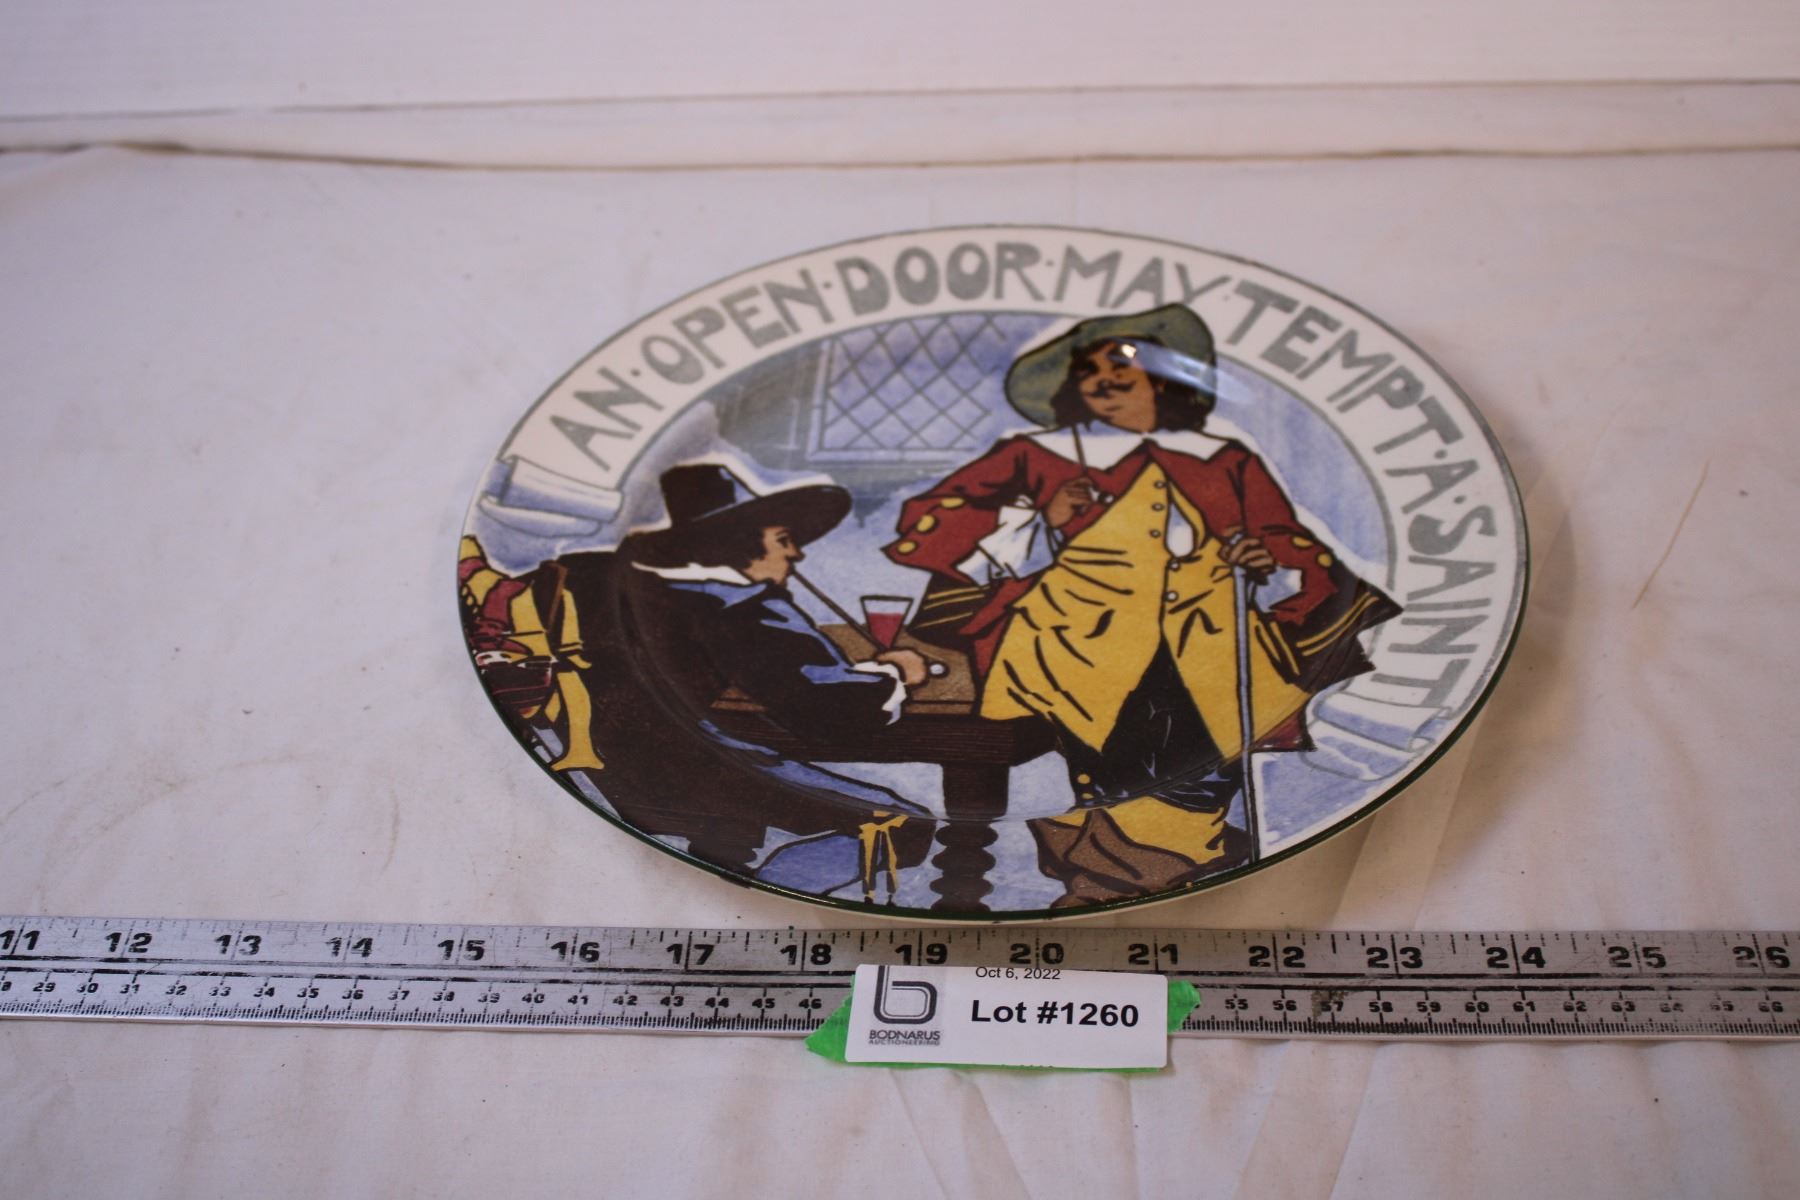 AN·OPEN·DOOR·MAY·TEMPT·A·SAINT
11 12 13 14 15 16 17 18 19 20 21 22 23 24 25 26
29 30 31 32 33 34 35 36 37 38 39 40 41 42 43 44 45 46 55 56 57 58 59 60 61 62 63 64 65 66
Oct 6, 2022
Lot #1260
b
BODNARUS
AUCTIONEERING